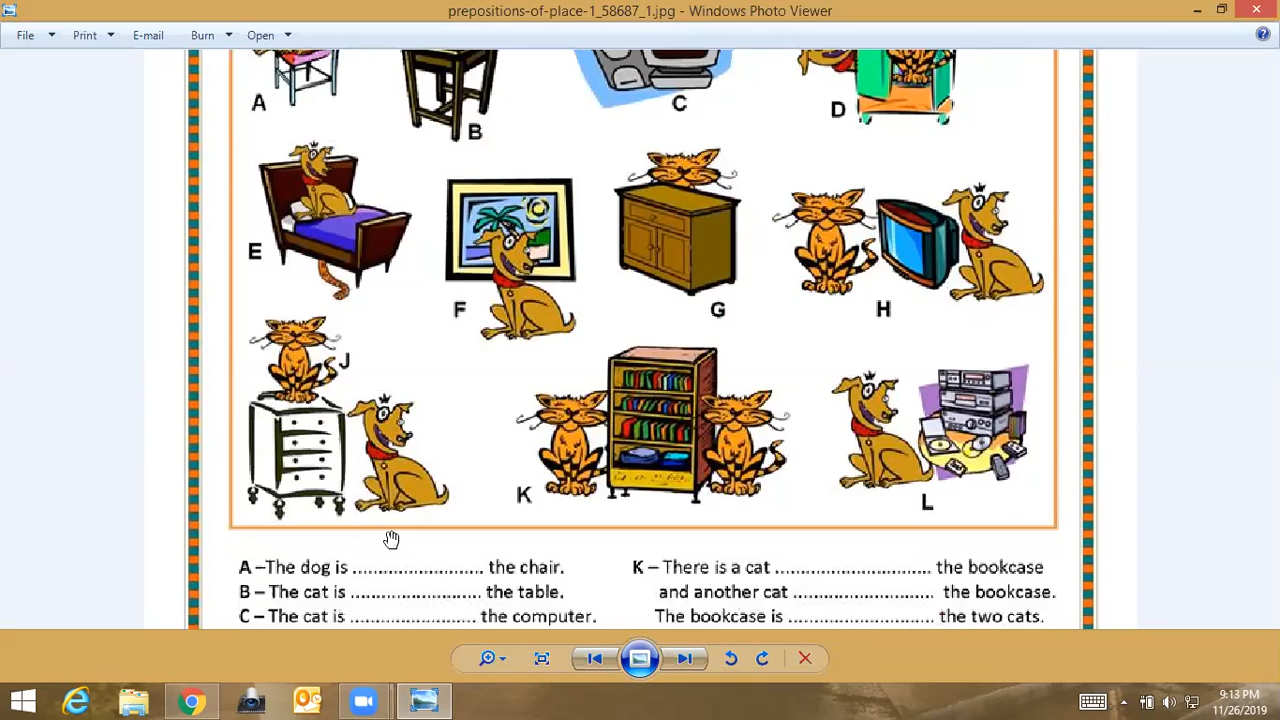 prepositions-of-place-1_58687_1.jpg - Windows Photo Viewer
File Print E-mail Burn Open
A
B
C
D
E
F
G
H
J
K
L
A –The dog is .......................... the chair.
B – The cat is .......................... the table.
C – The cat is ......................... the computer.
K – There is a cat ............................... the bookcase
and another cat ............................ the bookcase.
The bookcase is ............................. the two cats.
9:13 PM
11/26/2019